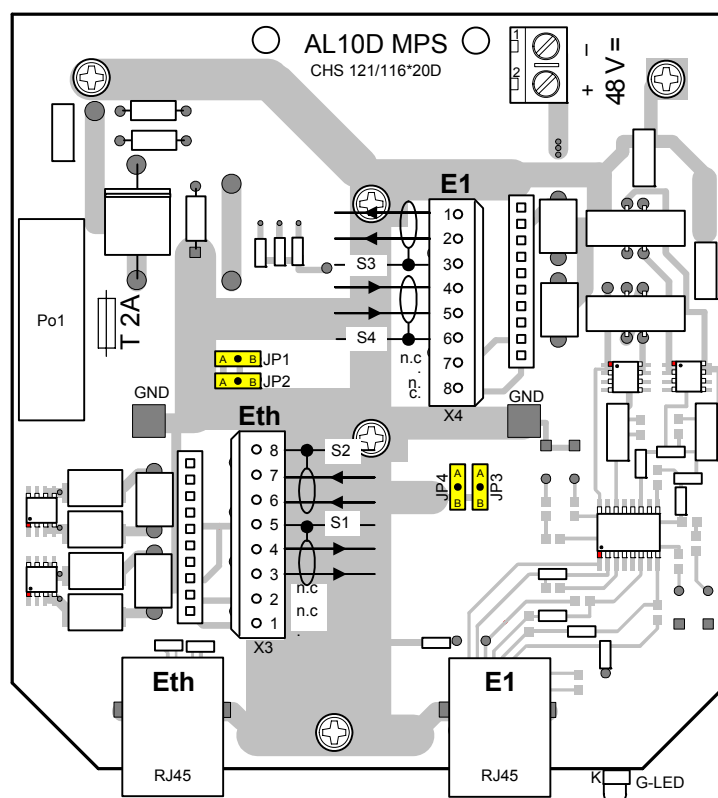 AL10D MPS
CHS 121/116*20D
1
2
–
+
48 V =
E1
1
2
S3
3
4
5
S4
6
n.c
.
7
n.
c.
8
X4
Po1
T 2A
A B JP1
A B JP2
GND
GND
Eth
8 S2
7
6
5 S1
4
3
n.c
2
n.c
.
1
X3
A
B
JP4
A
B
JP3
Eth
RJ45
E1
RJ45
K
G-LED